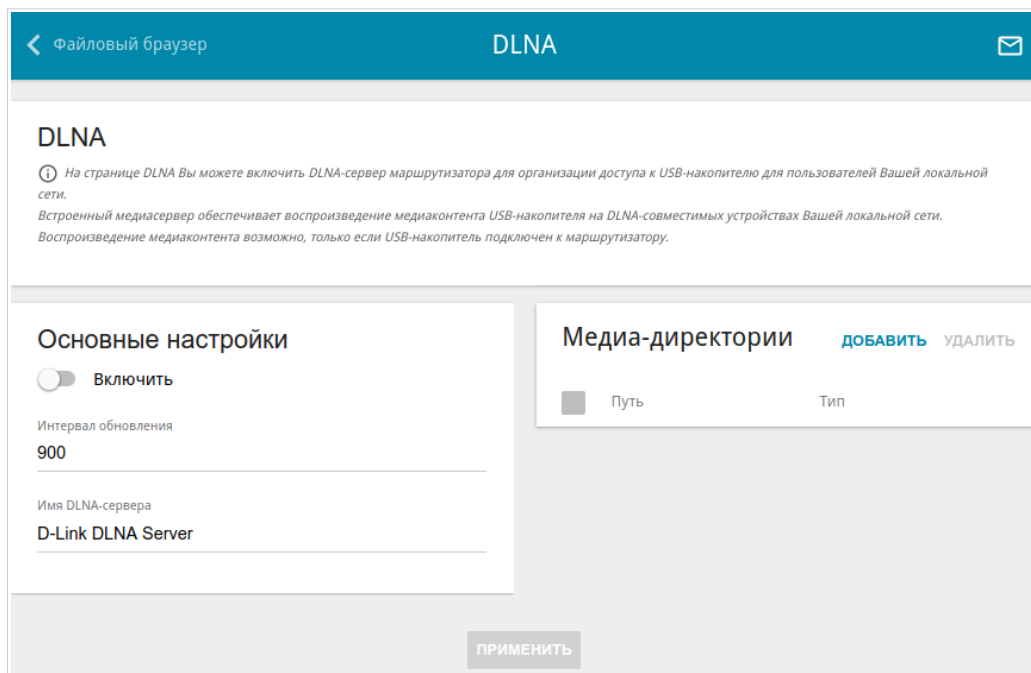 Файловый браузер
DLNA
DLNA
На странице DLNA Вы можете включить DLNA-сервер маршрутизатора для организации доступа к USB-накопителю для пользователей Вашей локальной
сети.
Встроенный медиасервер обеспечивает воспроизведение медиаконтента USB-накопителя на DLNA-совместимых устройствах Вашей локальной сети.
Воспроизведение медиаконтента возможно, только если USB-накопитель подключен к маршрутизатору.
Основные настройки
Включить
Интервал обновления
900
Имя DLNA-сервера
D-Link DLNA Server
Медиа-директории
ДОБАВИТЬ УДАЛИТЬ
Путь Тип
ПРИМЕНИТЬ